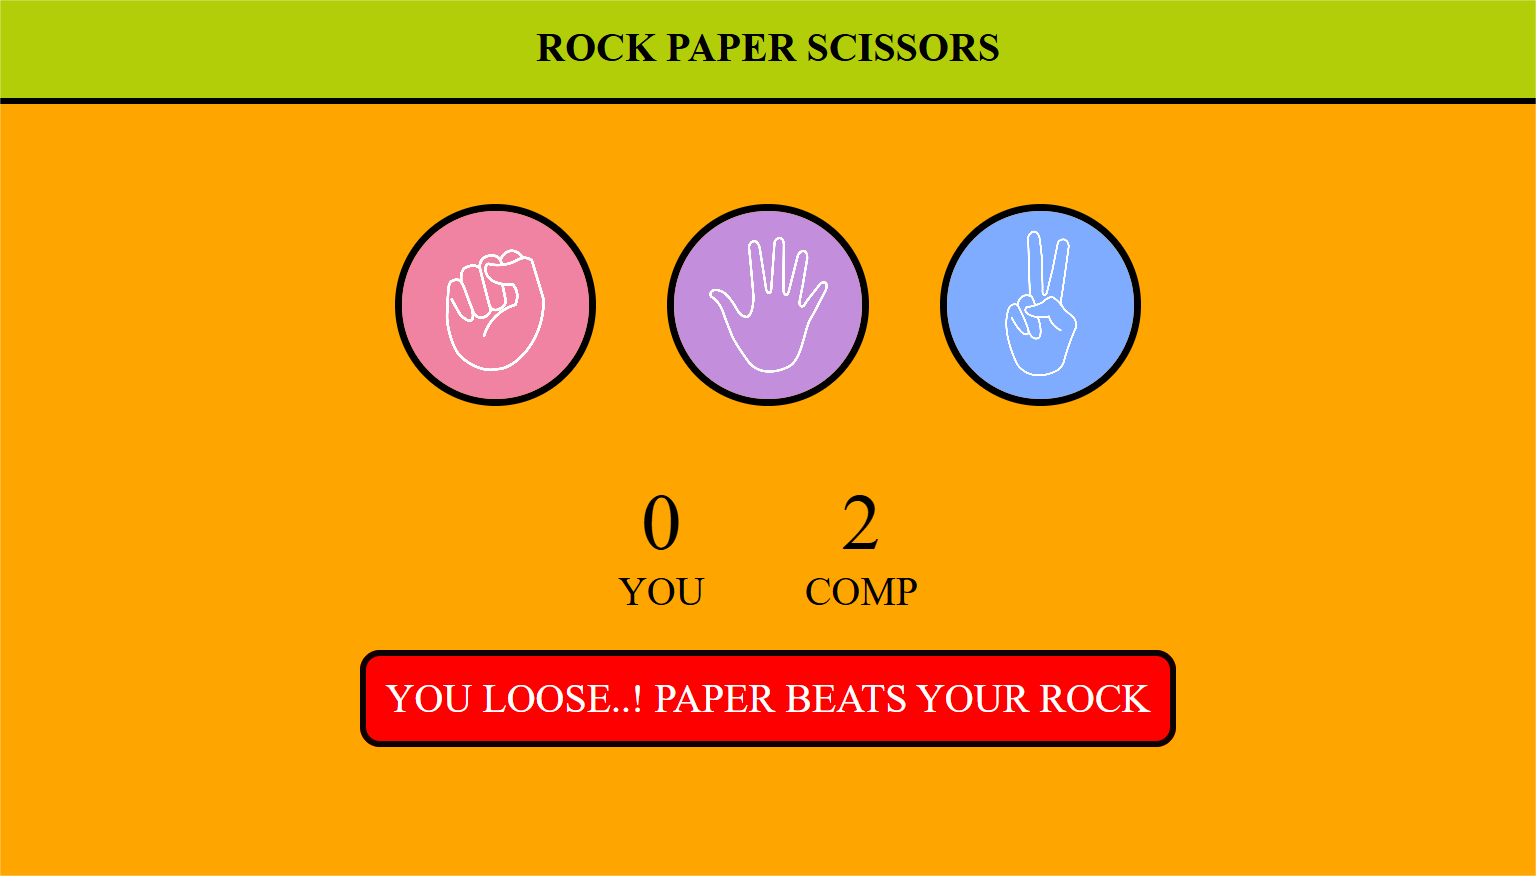 ROCK PAPER SCISSORS
0 2
YOU COMP
YOU LOOSE..! PAPER BEATS YOUR ROCK